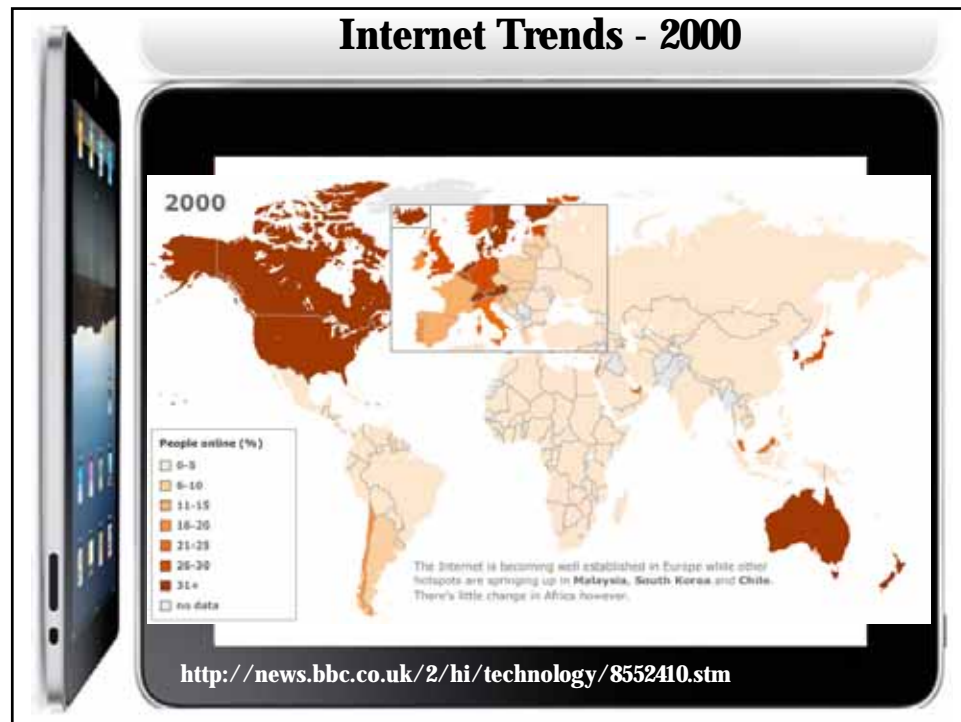 Internet Trends - 2000
2000
People online (%)
0-5
6-10
11-15
16-20
21-25
26-30
31+
no data
The Internet is becoming well established in Europe while other
hotspots are springing up in Malaysia, South Korea and Chile.
There's little change in Africa however.
http://news.bbc.co.uk/2/hi/technology/8552410.stm